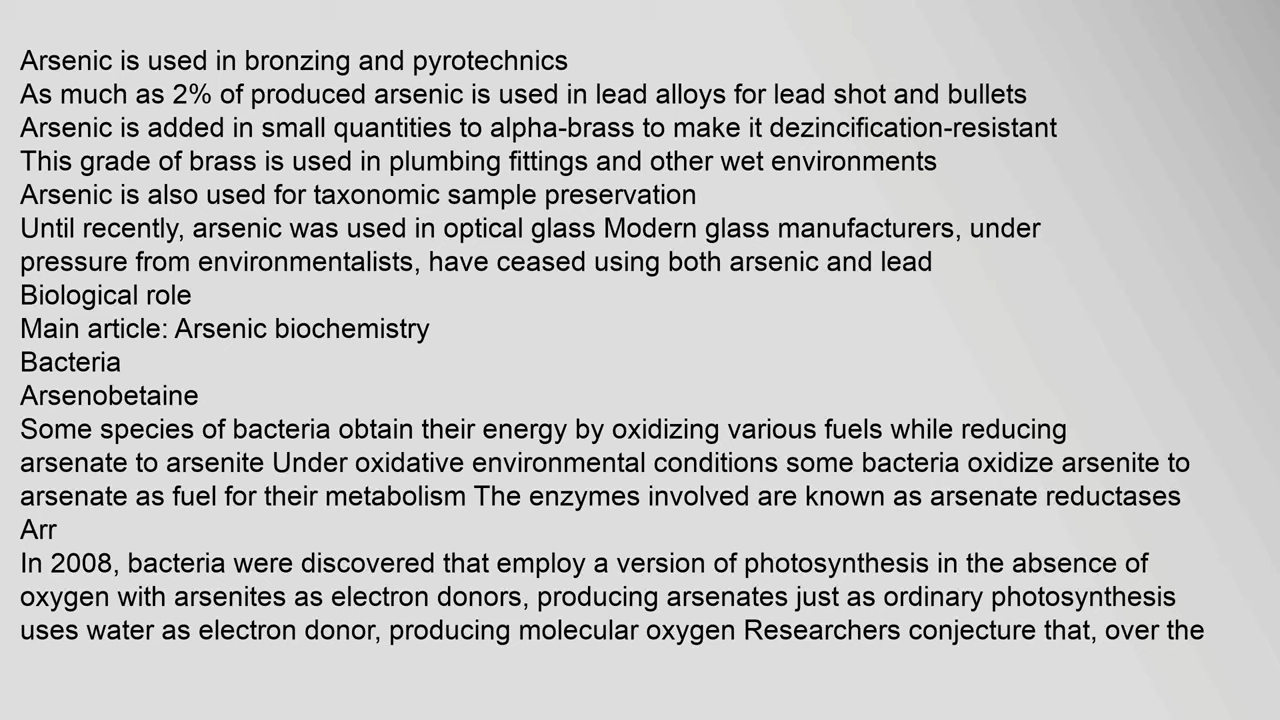 Arsenic is used in bronzing and pyrotechnics
As much as 2% of produced arsenic is used in lead alloys for lead shot and bullets
Arsenic is added in small quantities to alpha-brass to make it dezincification-resistant
This grade of brass is used in plumbing fittings and other wet environments
Arsenic is also used for taxonomic sample preservation
Until recently, arsenic was used in optical glass Modern glass manufacturers, under
pressure from environmentalists, have ceased using both arsenic and lead
Biological role
Main article: Arsenic biochemistry
Bacteria
Arsenobetaine
Some species of bacteria obtain their energy by oxidizing various fuels while reducing
arsenate to arsenite Under oxidative environmental conditions some bacteria oxidize arsenite to
arsenate as fuel for their metabolism The enzymes involved are known as arsenate reductases
Arr
In 2008, bacteria were discovered that employ a version of photosynthesis in the absence of
oxygen with arsenites as electron donors, producing arsenates just as ordinary photosynthesis
uses water as electron donor, producing molecular oxygen Researchers conjecture that, over the